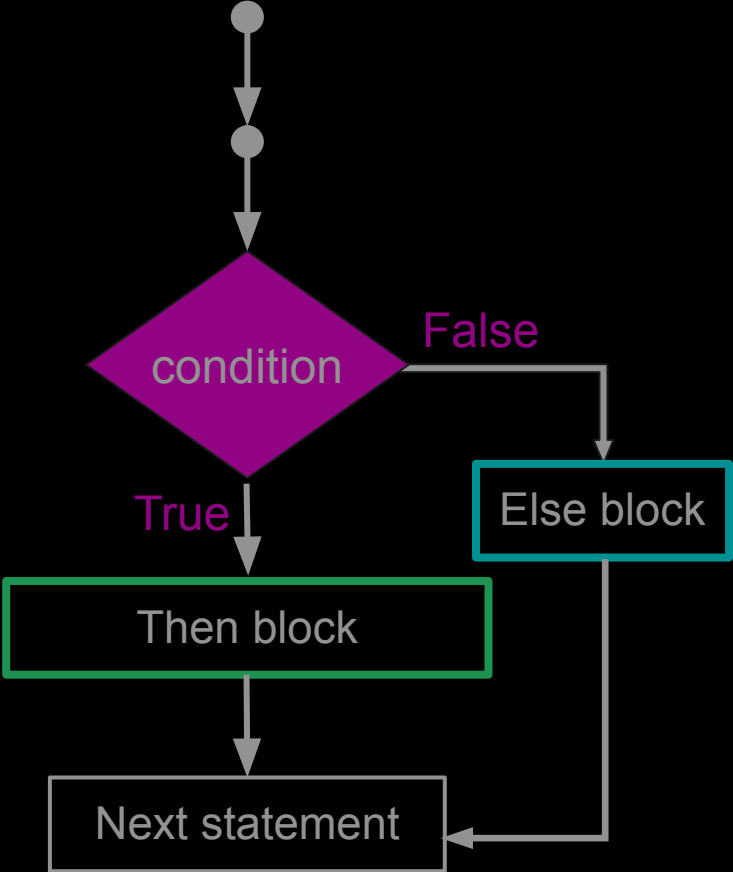 condition
False
True
Else block
Then block
Next statement